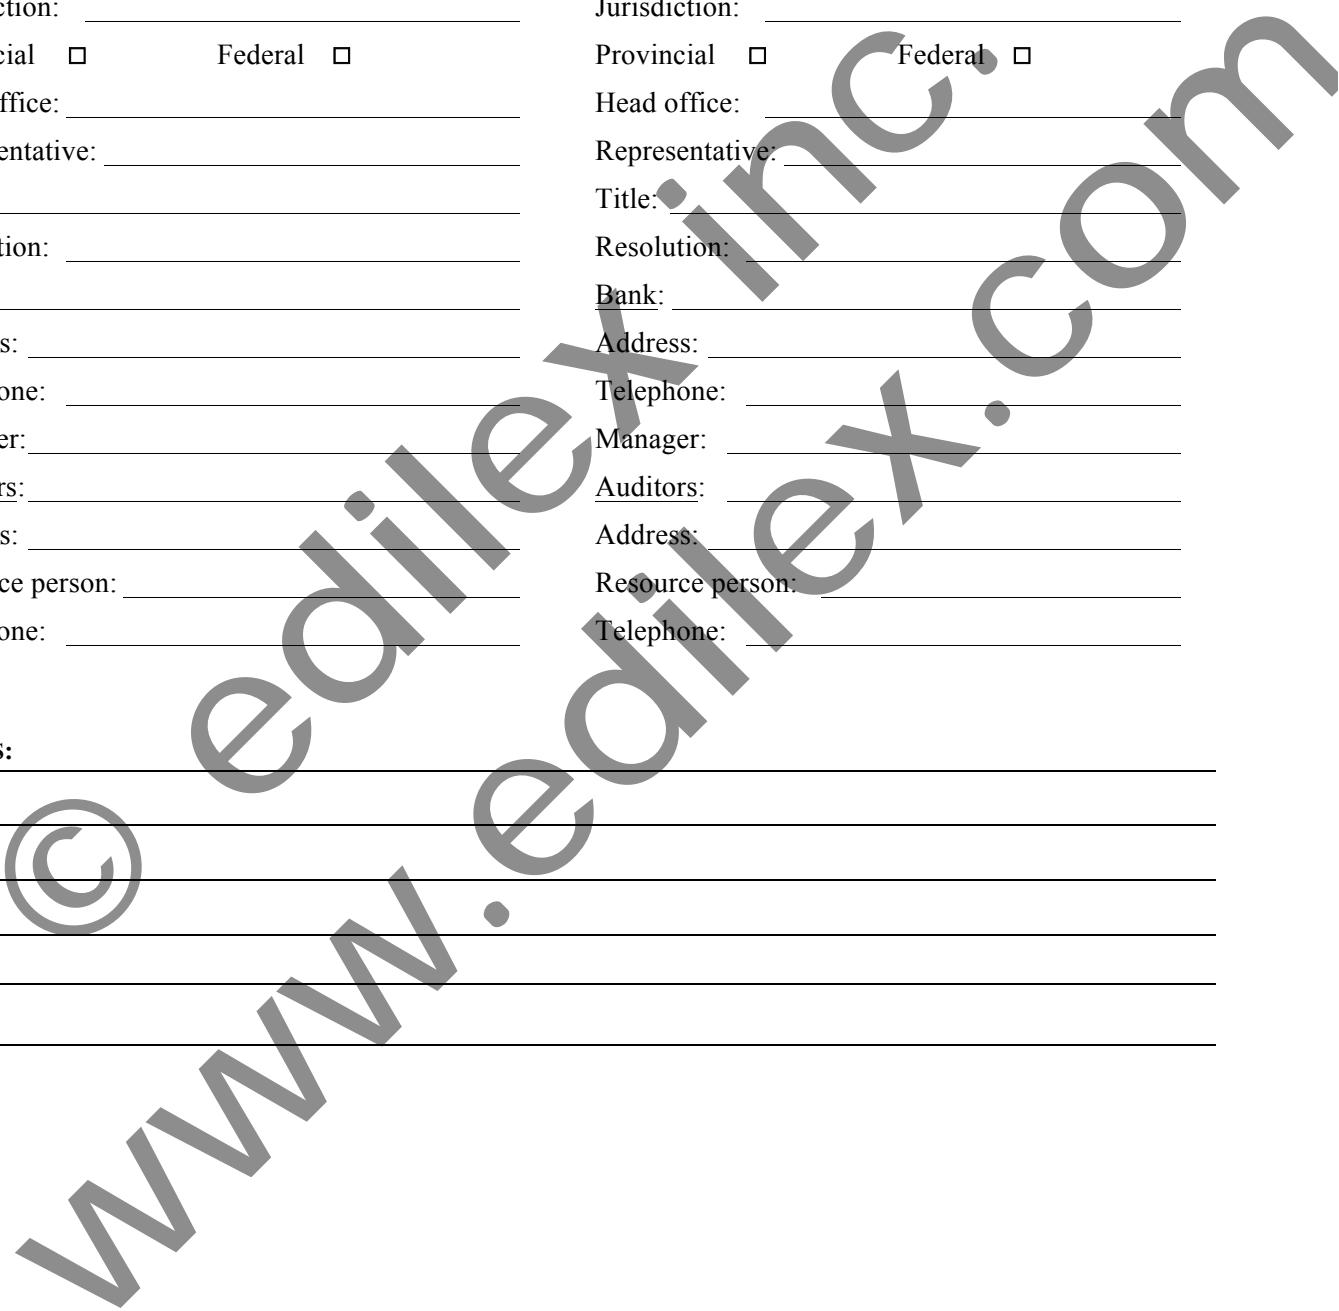 ction: Jurisdiction:
cial □ Federal □ Provincial □ Federal □
ffice: Head office:
entative: Representative:
Title:
tion: Resolution:
Bank:
s: Address:
one: Telephone:
er: Manager:
rs: Auditors:
s: Address:
ce person: Resource person:
one: Telephone:
s:
© edilex inc.
www.edilex.com